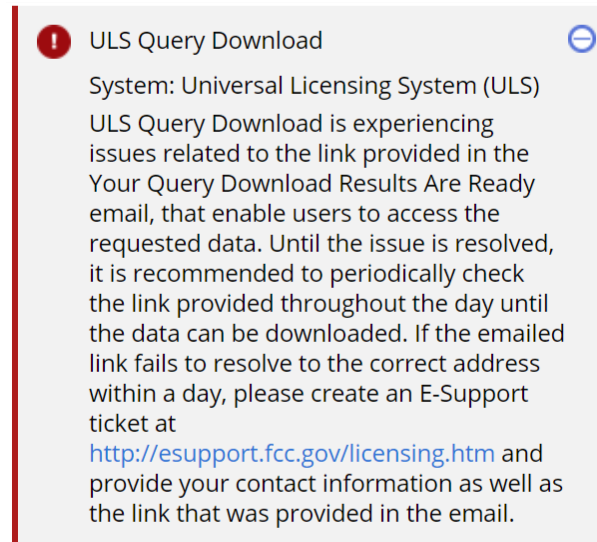 ULS Query Download
System: Universal Licensing System (ULS)
ULS Query Download is experiencing
issues related to the link provided in the
Your Query Download Results Are Ready
email, that enable users to access the
requested data. Until the issue is resolved,
it is recommended to periodically check
the link provided throughout the day until
the data can be downloaded. If the emailed
link fails to resolve to the correct address
within a day, please create an E-Support
ticket at
http://esupport.fcc.gov/licensing.htm and
provide your contact information as well as
the link that was provided in the email.